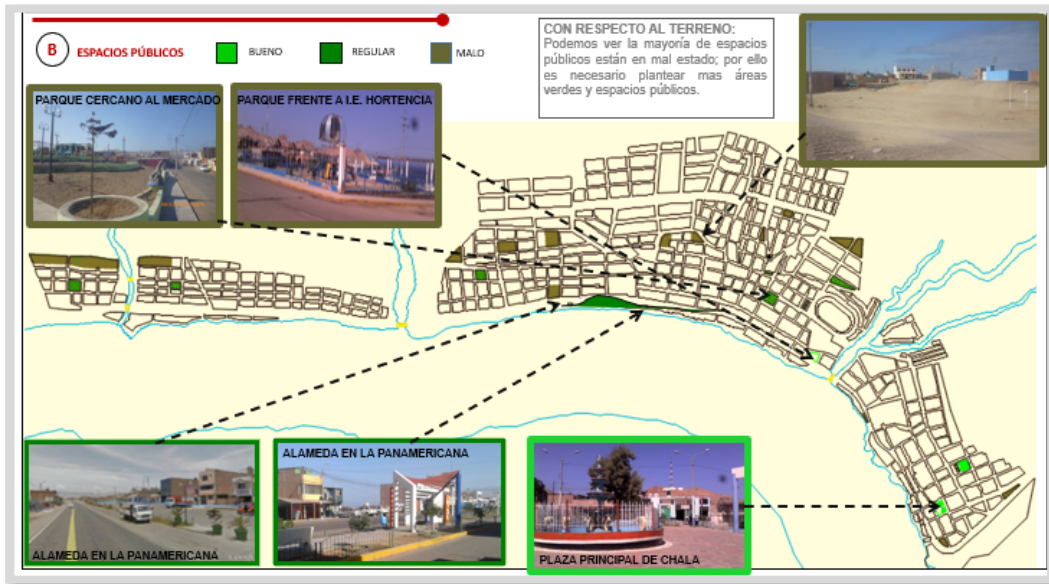 B
ESPACIOS PÚBLICOS
BUENO
REGULAR
MALO
CON RESPECTO AL TERRENO:
Podemos ver la mayoría de espacios
públicos están en mal estado; por ello
es necesario plantear mas áreas
verdes y espacios públicos.
PARQUE CERCANO AL MERCADO
PARQUE FRENTE A I.E. HORTENCIA
ALAMEDA EN LA PANAMERICANA
ALAMEDA EN LA PANAMERICANA
PLAZA PRINCIPAL DE CHALA